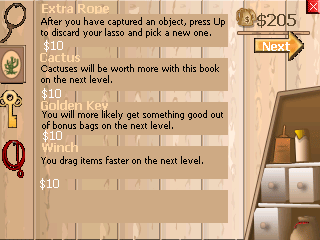 Extra Rope
After you have captured an object, press Up
to discard your lasso and pick a new one.
$10
Cactus
Cactuses will be worth more with this book
on the next level.
$10
Golden Key
You will more likely get something good out
of bonus bags on the next level.
$10
Winch
You drag items faster on the next level.
$10
$205
Next